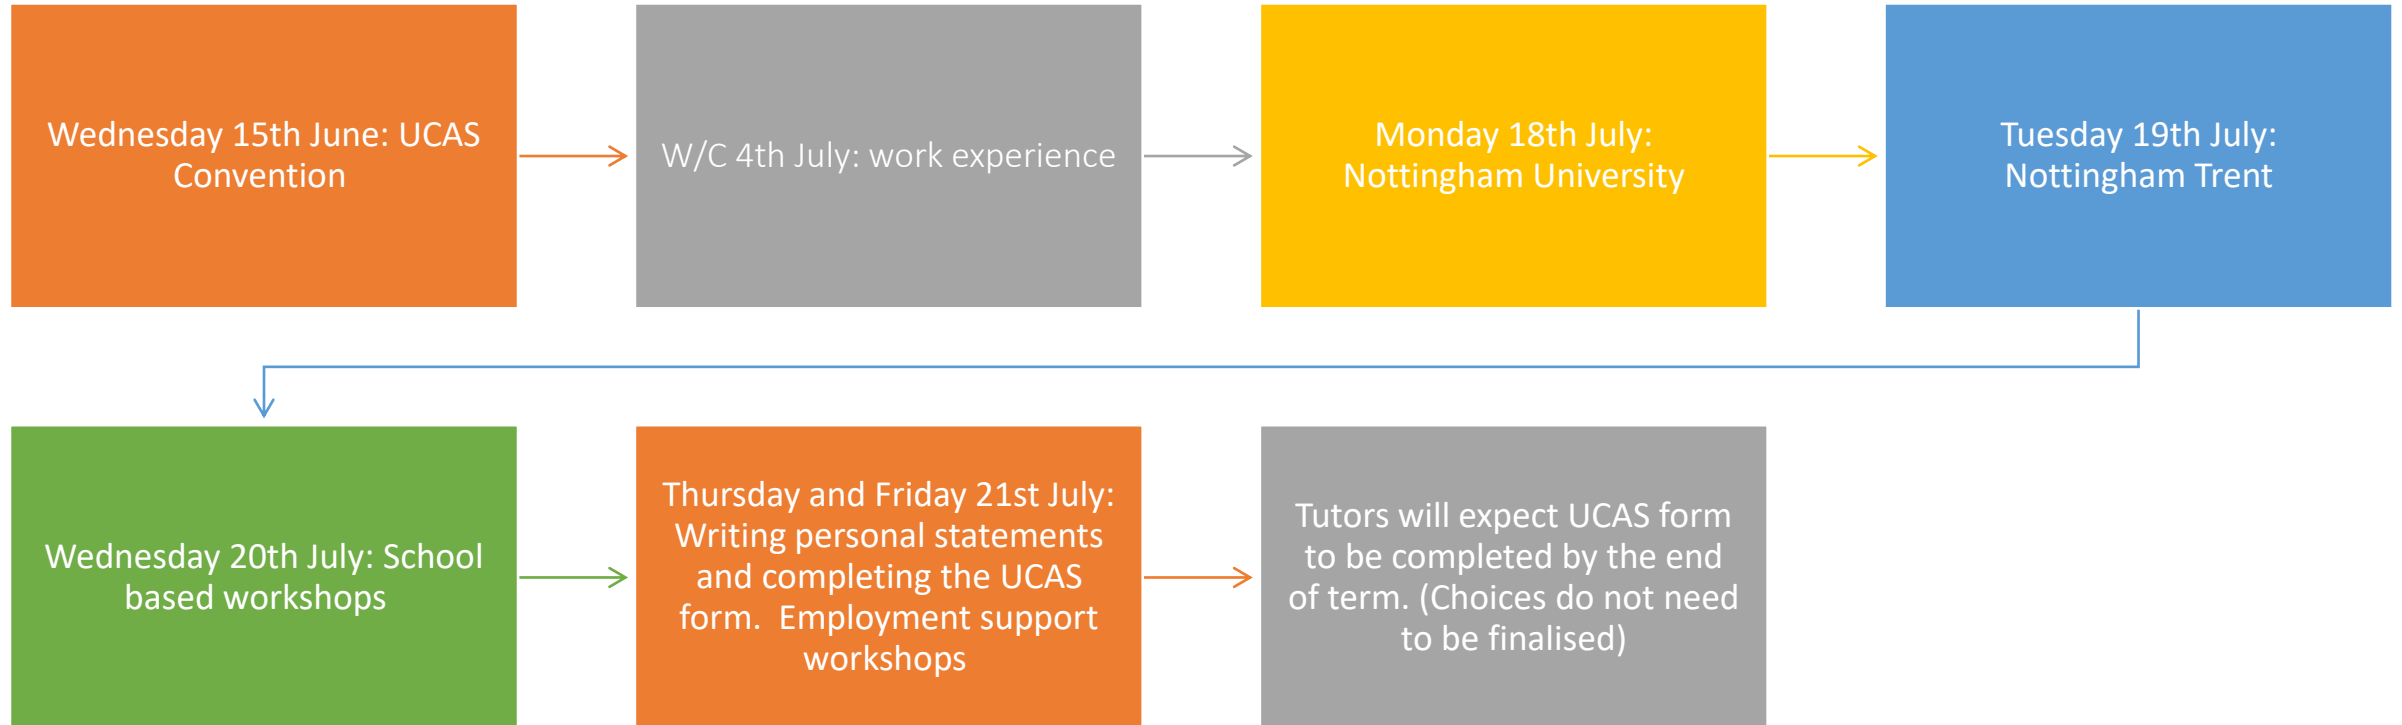 Wednesday 15th June: UCAS
Convention
W/C 4th July: work experience
Monday 18th July:
Nottingham University
Tuesday 19th July:
Nottingham Trent
Wednesday 20th July: School
based workshops
Thursday and Friday 21st July:
Writing personal statements
and completing the UCAS
form.  Employment support
workshops
Tutors will expect UCAS form
to be completed by the end
of term. (Choices do not need
to be finalised)